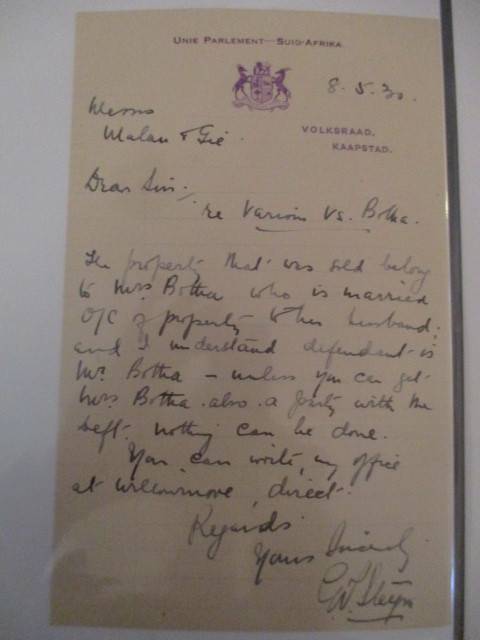 UNIE PARLEMENT—SUID-AFRIKA
8.5.30.
VOLKSRAAD,
KAAPSTAD.
Messrs
Malan & Gie.
Dear Sirs.
re Various vs. Botha.
The property that was sold belong
to Mrs. Botha who is married
O/C of property to her husband;
and I understand defendant is
Mr. Botha – unless you can get
Mrs Botha also a party with the
deft. nothing can be done.
You can write my office
at Willowmore, direct.
Regards
Yours Sincerely
Steyn